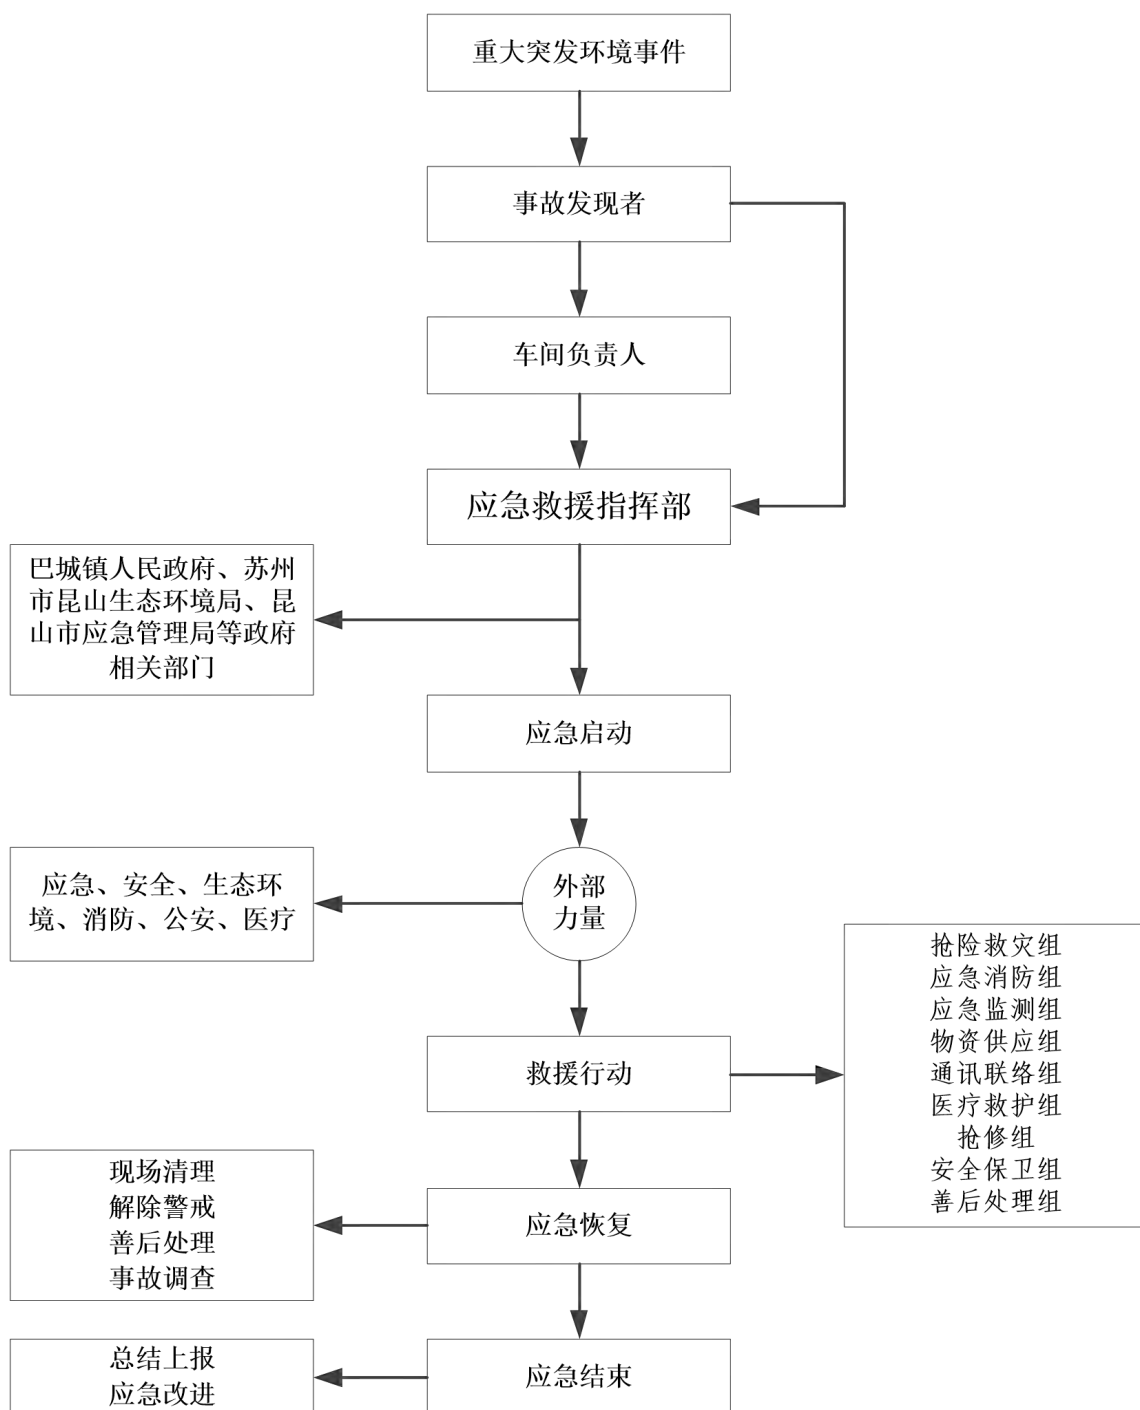 重大突发环境事件
事故发现者
车间负责人
应急救援指挥部
巴城镇人民政府、苏州
市昆山生态环境局、昆
山市应急管理局等政府
相关部门
应急启动
外部
力量
应急、安全、生态环
境、消防、公安、医疗
救援行动
抢险救灾组
应急消防组
应急监测组
物资供应组
通讯联络组
医疗救护组
抢修组
安全保卫组
善后处理组
应急恢复
现场清理
解除警戒
善后处理
事故调查
应急结束
总结上报
应急改进